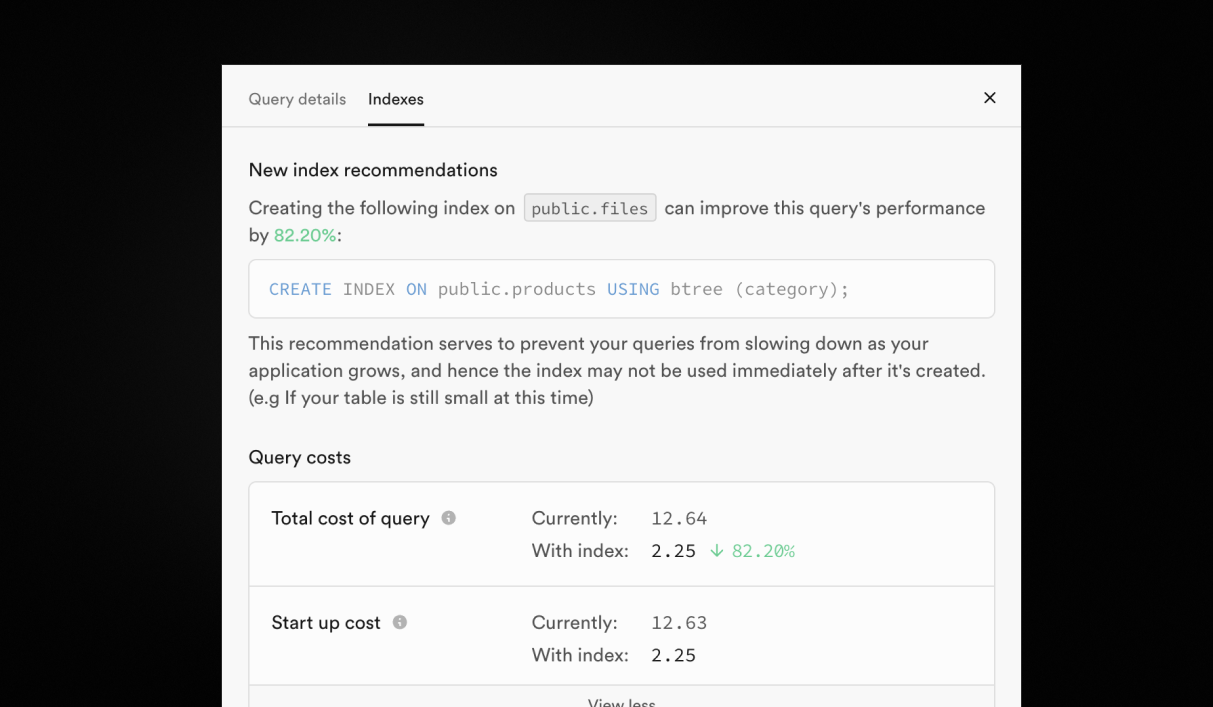 Query details Indexes
New index recommendations
Creating the following index on public.files can improve this query's performance
by 82.20%:
CREATE INDEX ON public.products USING btree (category);
This recommendation serves to prevent your queries from slowing down as your
application grows, and hence the index may not be used immediately after it's created.
(e.g If your table is still small at this time)
Query costs
Total cost of query Currently: 12.64
With index: 2.25 ↓ 82.20%
Start up cost Currently: 12.63
With index: 2.25
View less